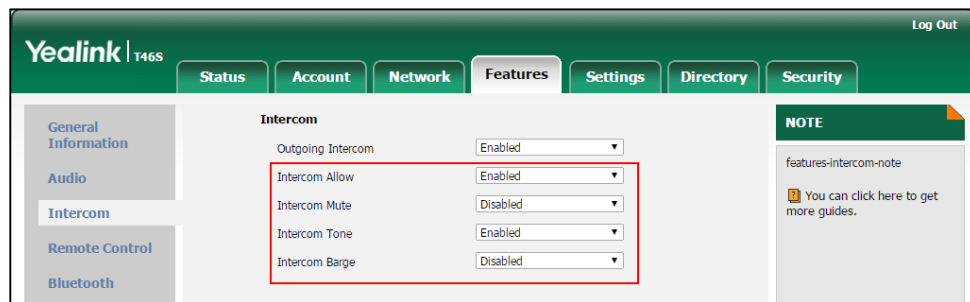 Log Out
Yealink T46S
Status Account Network Features Settings Directory Security
General
Information
Audio
Intercom
Remote Control
Bluetooth
Intercom
Outgoing Intercom Enabled
Intercom Allow Enabled
Intercom Mute Disabled
Intercom Tone Enabled
Intercom Barge Disabled
NOTE
features-intercom-note
You can click here to get
more guides.